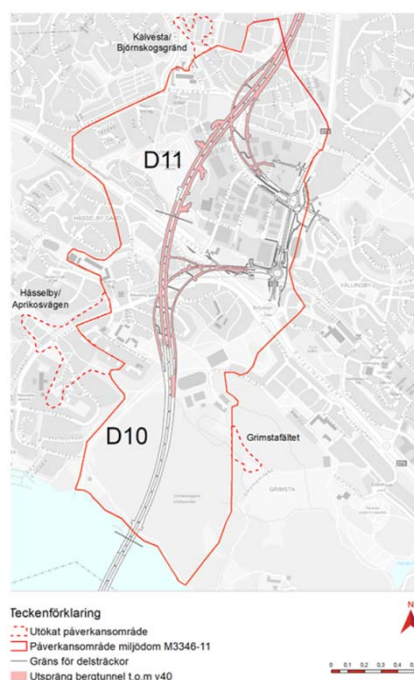 Kälvesta/
Björnskogsgränd
D11
HÄSSELBY GÅRD
Hässelby/
Aprikosvägen
VÄLLINGBY
D10
Grimstafältet
GRIMSTA
Teckenförklaring
Utökat påverkansområde
Påverkansområde miljödom M3346-11
Gräns för delsträckor
Utspräng bergtunnel t.o.m v40
N
0 0,1 0,2 0,3 0,4